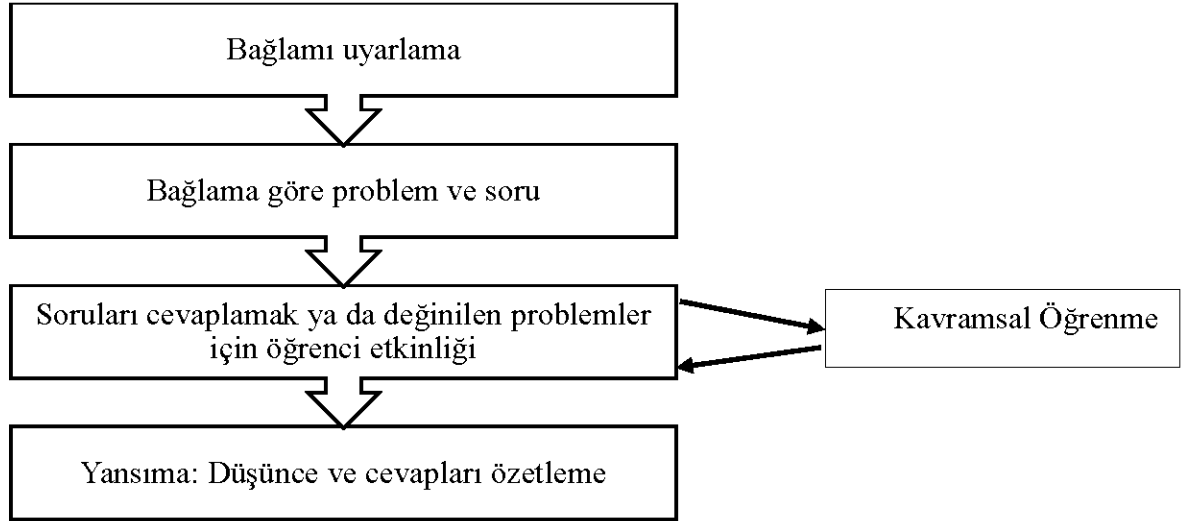 Bağlamı uyarlama
Bağlama göre problem ve soru
Soruları cevaplamak ya da değinilen problemler
için öğrenci etkinliği
Kavramsal Öğrenme
Yansıma: Düşünce ve cevapları özetleme